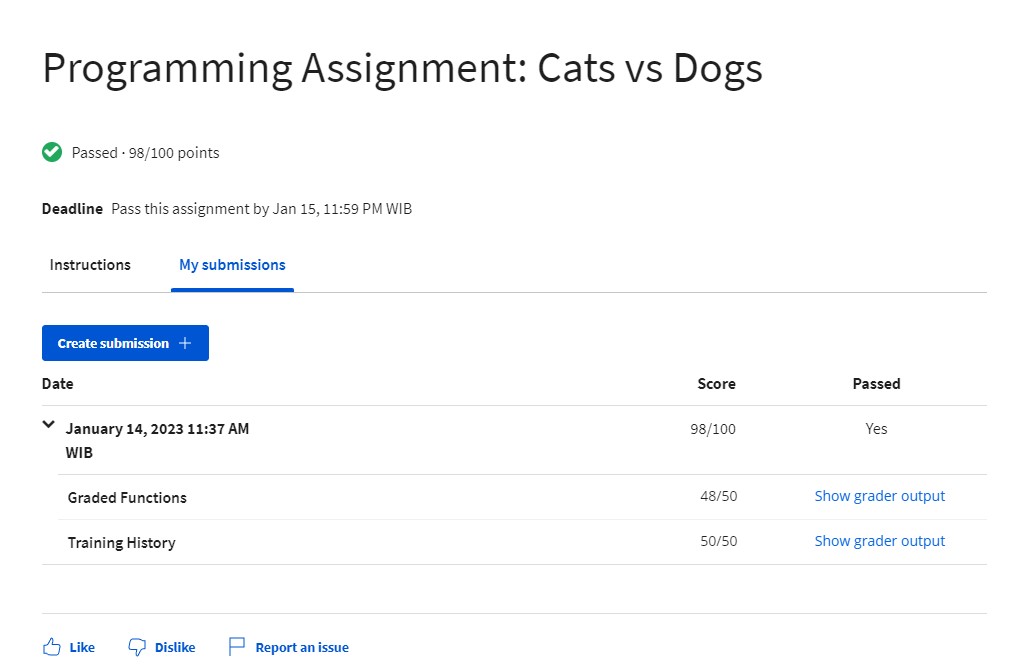 Programming Assignment: Cats vs Dogs
Passed · 98/100 points
Deadline Pass this assignment by Jan 15, 11:59 PM WIB
Instructions My submissions
Create submission +
Date Score Passed
January 14, 2023 11:37 AM WIB 98/100 Yes
Graded Functions 48/50 Show grader output
Training History 50/50 Show grader output
Like Dislike Report an issue